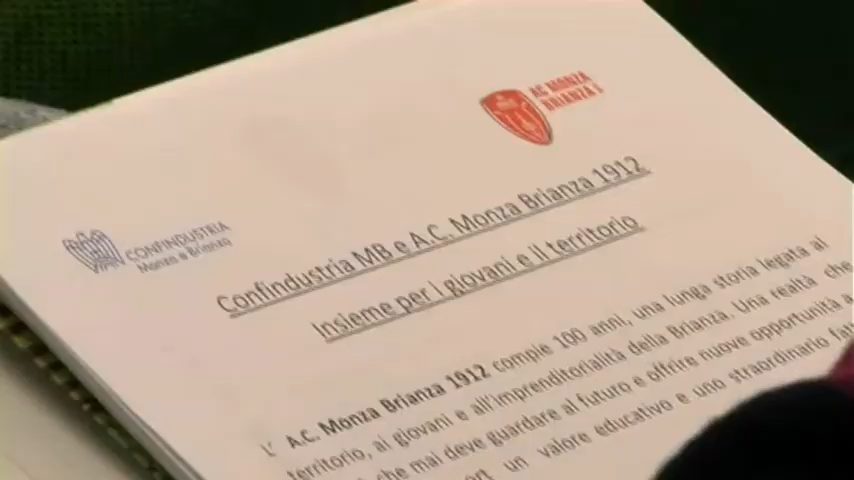 AC MONZA
BRIANZA
CONFINDUSTRIA
Monza e Brianza
Confindustria MB e A.C. Monza Brianza 1912
Insieme per i giovani e il territorio
L' A.C. Monza Brianza 1912 compie 100 anni, una lunga storia legata al
territorio, ai giovani e all'imprenditorialità della Brianza. Una realtà che
che mai deve guardare al futuro e offrire nuove opportunità a
un valore educativo e uno straordinario